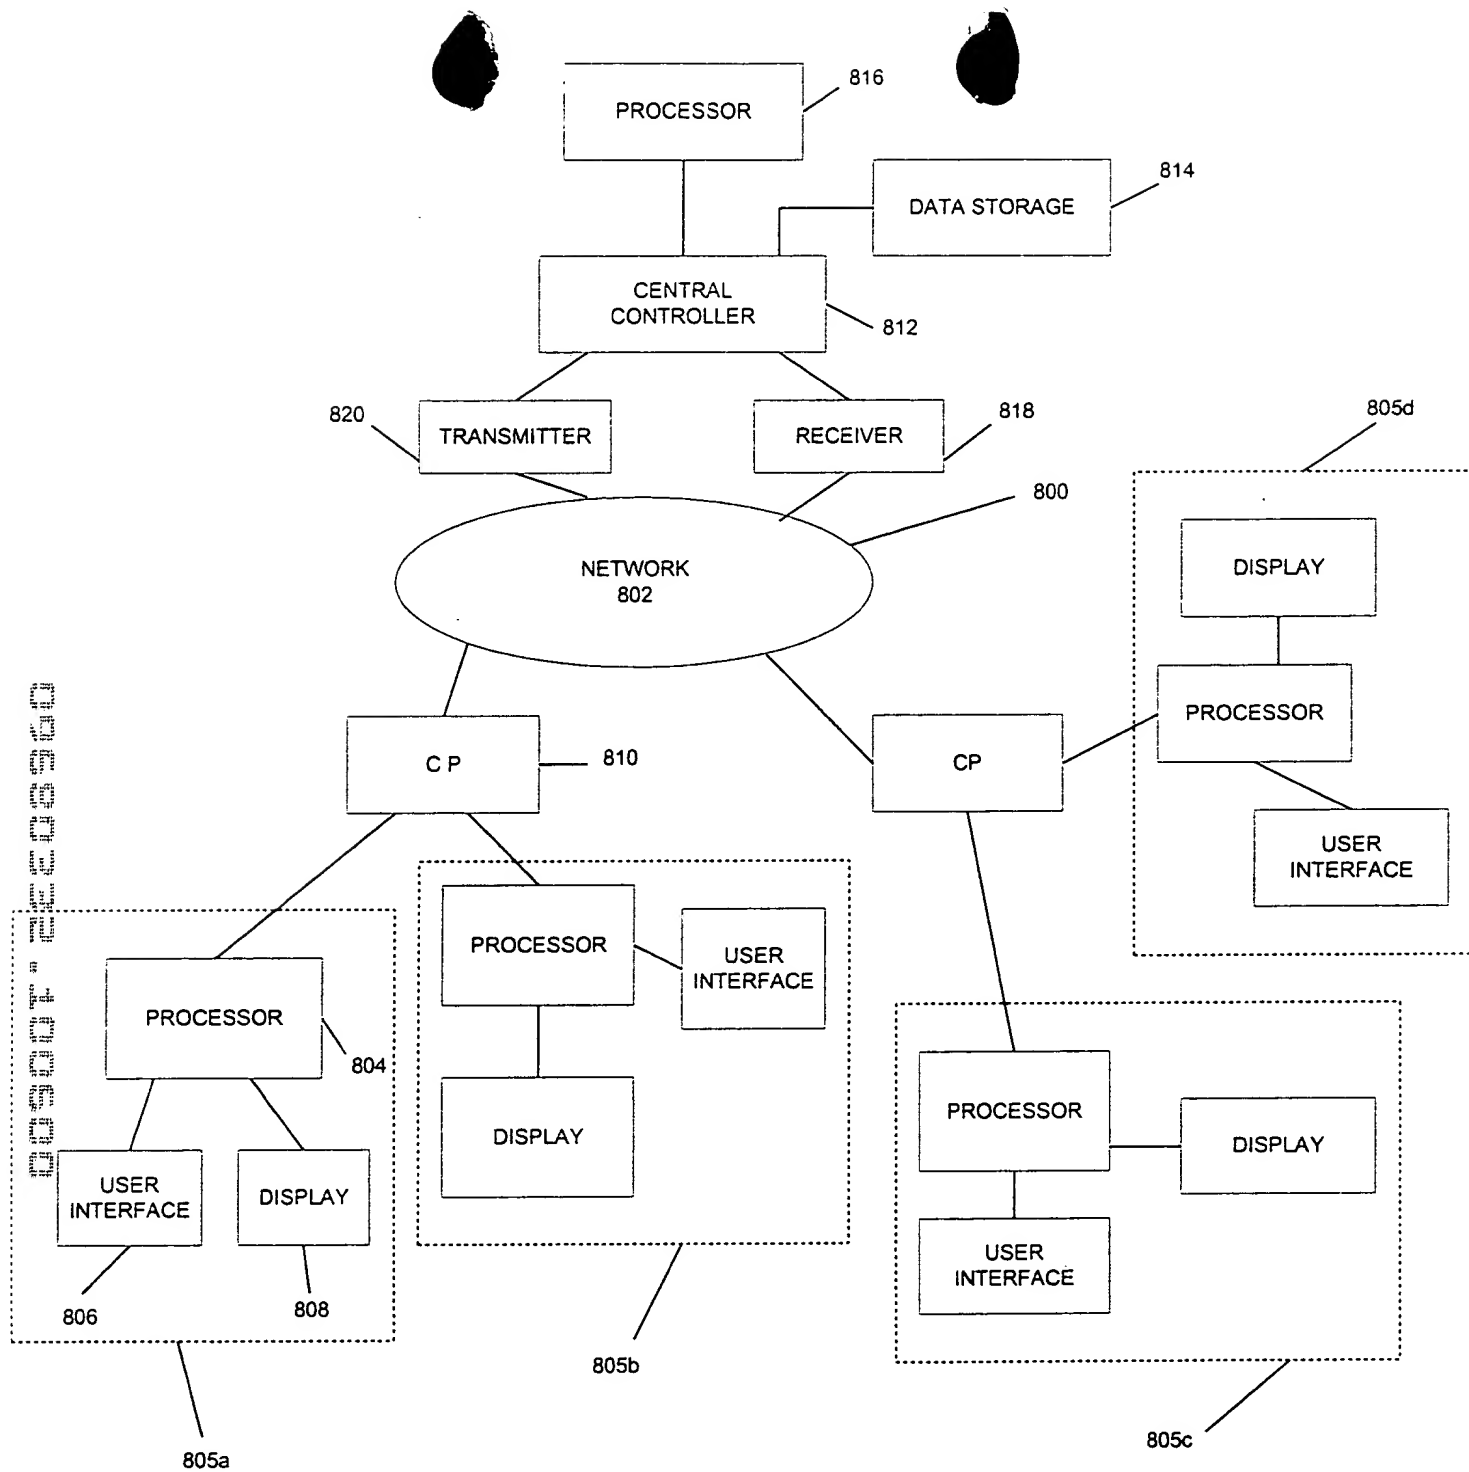 816
PROCESSOR
814
DATA STORAGE
CENTRAL
CONTROLLER
812
820
TRANSMITTER
RECEIVER
818
805d
800
NETWORK
802
DISPLAY
PROCESSOR
USER
INTERFACE
C P
810
CP
PROCESSOR
USER
INTERFACE
DISPLAY
805b
PROCESSOR
804
USER
INTERFACE
DISPLAY
806
808
805a
PROCESSOR
DISPLAY
USER
INTERFACE
805c